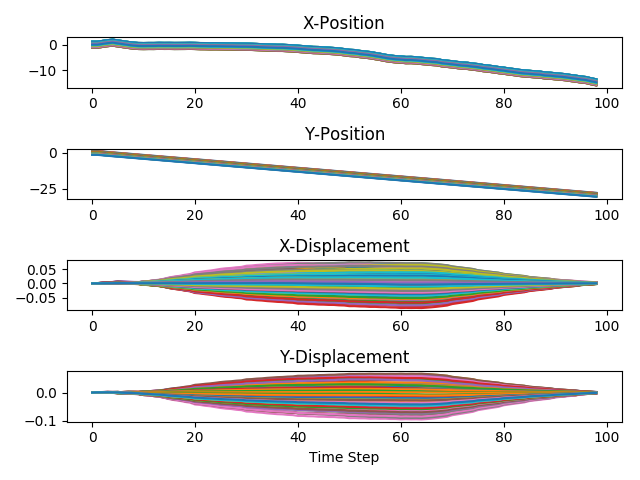 X-Position
0
−10
0 20 40 60 80 100
Y-Position
0
−25
0 20 40 60 80 100
X-Displacement
0.05
0.00
−0.05
0 20 40 60 80 100
Y-Displacement
0.0
−0.1
0 20 40 60 80 100
Time Step